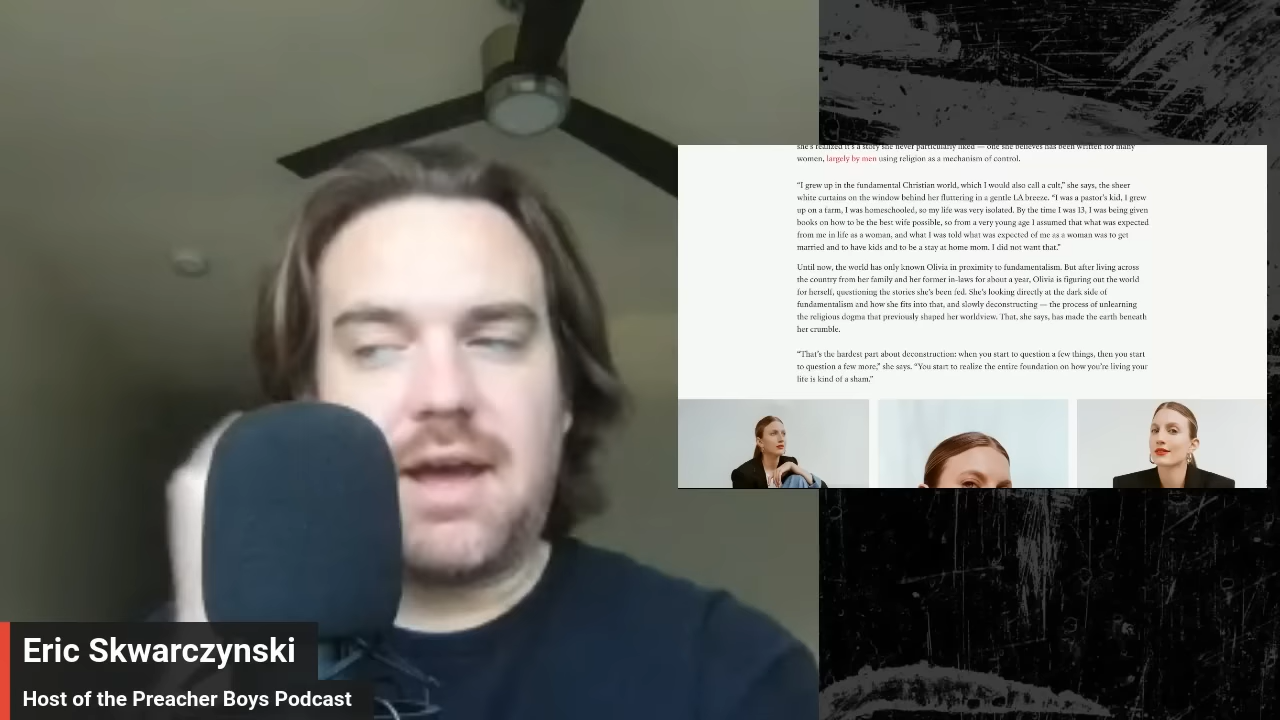 she's realized it's a story she never particularly liked — one she believes has been written for many
women, largely by men using religion as a mechanism of control.
“I grew up in the fundamental Christian world, which I would also call a cult,” she says, the sheer
white curtains on the window behind her fluttering in a gentle LA breeze. “I was a pastor’s kid, I grew
up on a farm, I was homeschooled, so my life was very isolated. By the time I was 13, I was being given
books on how to be the best wife possible, so from a very young age I assumed that what was expected
from me in life as a woman, and what I was told what was expected of me as a woman was to get
married and to have kids and to be a stay at home mom. I did not want that.”
Until now, the world has only known Olivia in proximity to fundamentalism. But after living across
the country from her family and her former in-laws for about a year, Olivia is figuring out the world
for herself, questioning the stories she’s been fed. She’s looking directly at the dark side of
fundamentalism and how she fits into that, and slowly deconstructing — the process of unlearning
the religious dogma that previously shaped her worldview. That, she says, has made the earth beneath
her crumble.
“That’s the hardest part about deconstruction: when you start to question a few things, then you start
to question a few more,” she says. “You start to realize the entire foundation on how you’re living your
life is kind of a sham.”
Eric Skwarczynski
Host of the Preacher Boys Podcast